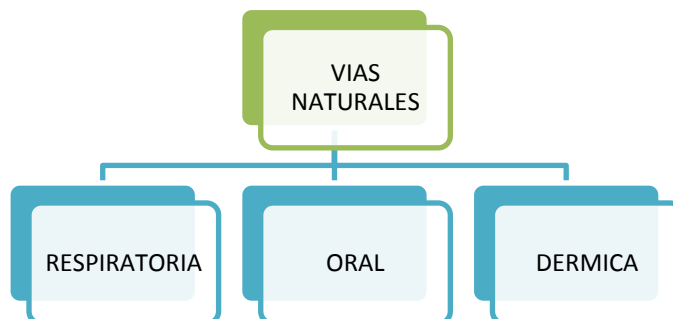 VIAS
NATURALES
RESPIRATORIA
ORAL
DERMICA